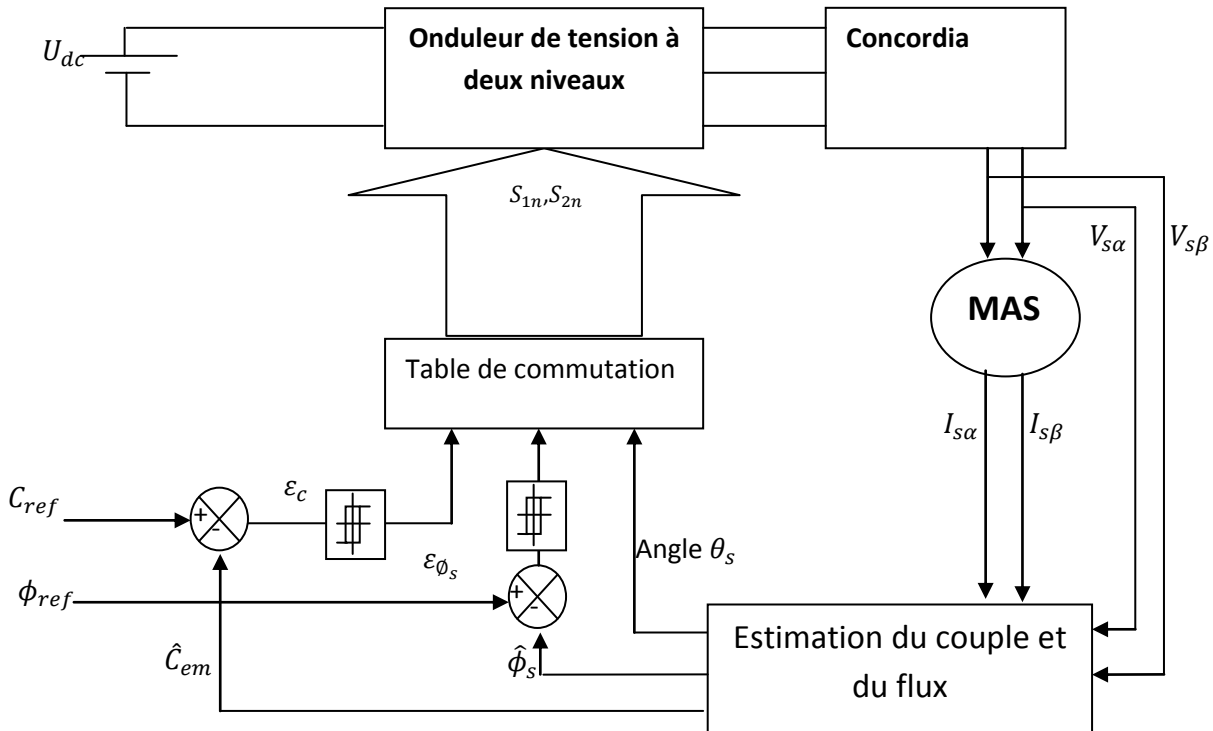 U_dc
Onduleur de tension à
deux niveaux
Concordia
S_1n,S_2n
V_sα
V_sβ
MAS
Table de commutation
I_sα
I_sβ
C_ref
+
-
ε_c
Angle θ_s
ε_∅_s
ϕ_ref
+
-
Ĉ_em
ϕ̂_s
Estimation du couple et
du flux